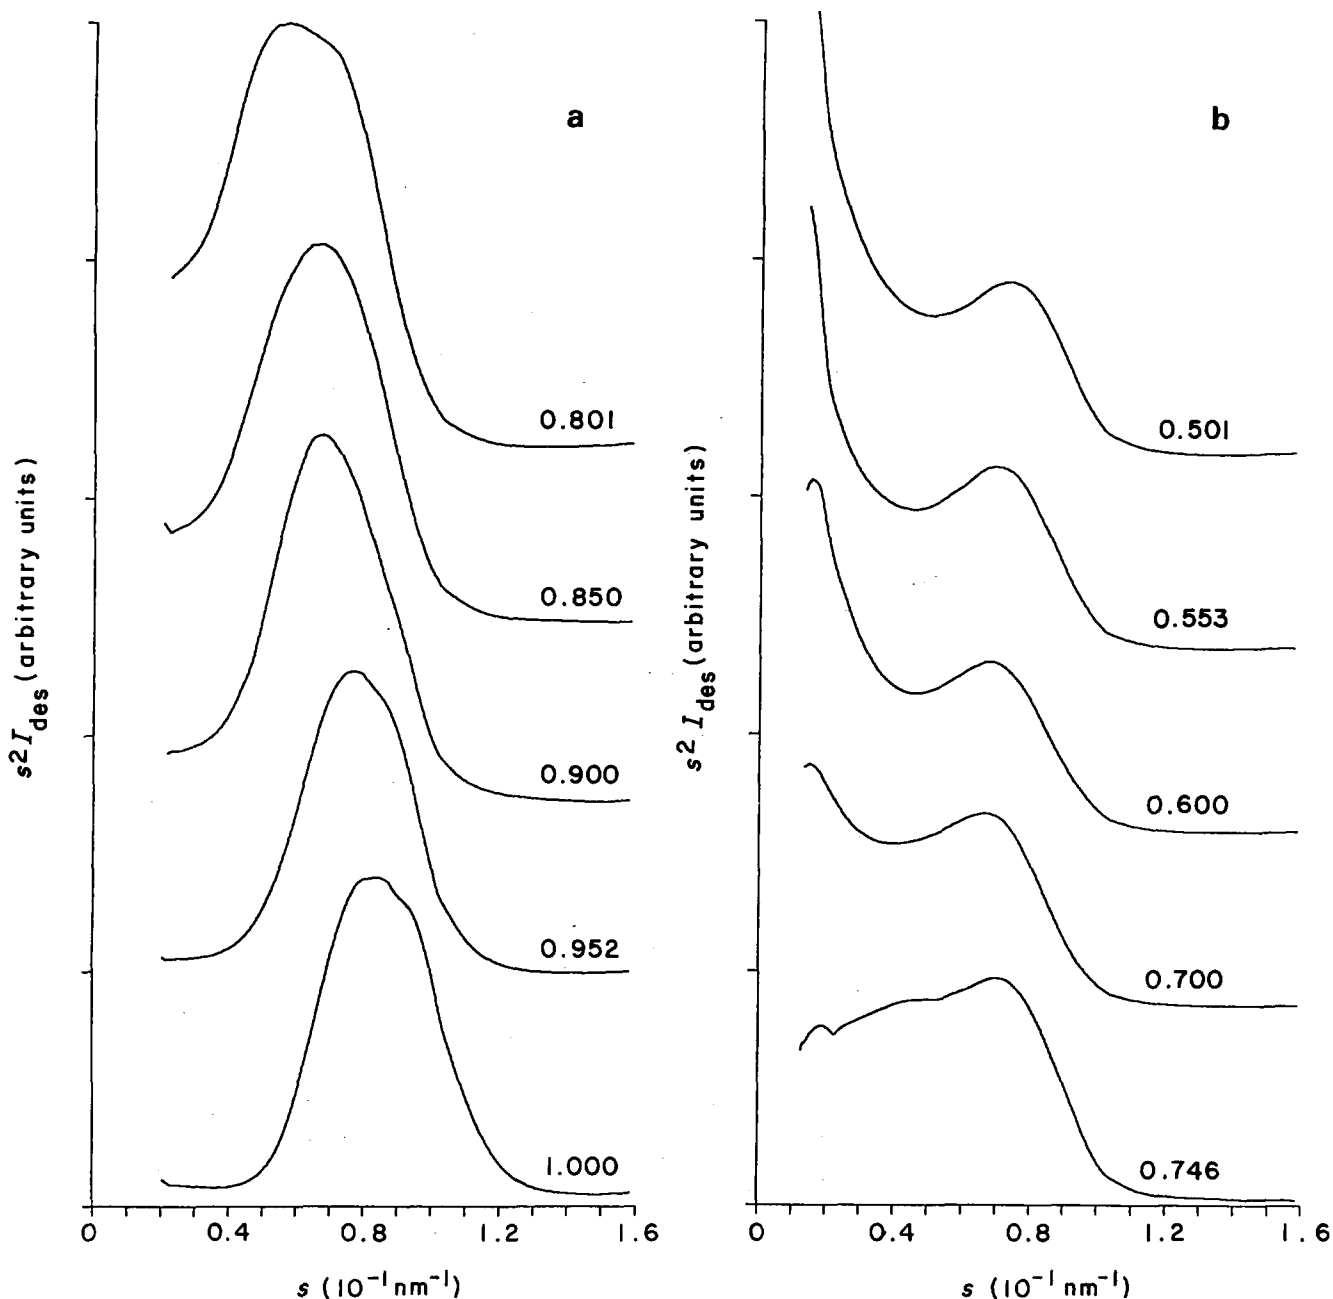 a
0.801
0.850
0.900
0.952
1.000
s² I_des (arbitrary units)
0 0.4 0.8 1.2 1.6
s (10⁻¹ nm⁻¹)
b
0.501
0.553
0.600
0.700
0.746
s² I_des (arbitrary units)
0 0.4 0.8 1.2 1.6
s (10⁻¹ nm⁻¹)